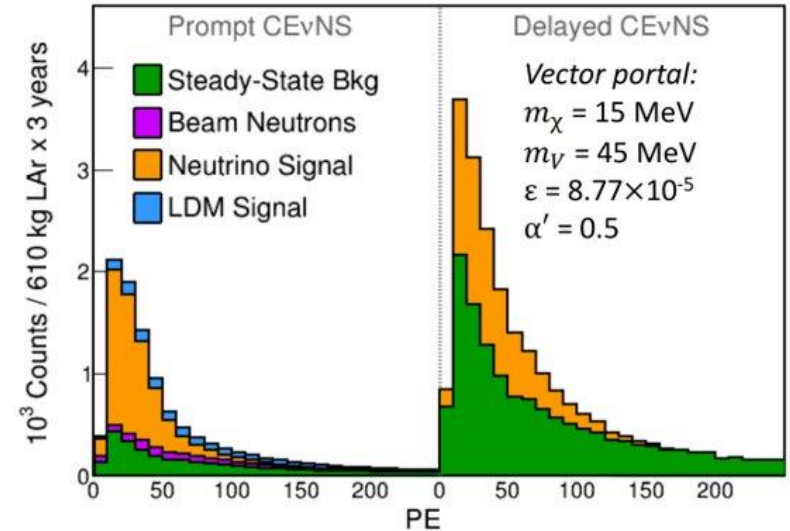 Prompt CEνNS
Delayed CEνNS
Steady-State Bkg
Beam Neutrons
Neutrino Signal
LDM Signal
Vector portal:
mχ = 15 MeV
mV = 45 MeV
ε = 8.77×10-5
α′ = 0.5
103 Counts / 610 kg LAr x 3 years
4
3
2
1
0
0 50 100 150 200 0 50 100 150 200
PE